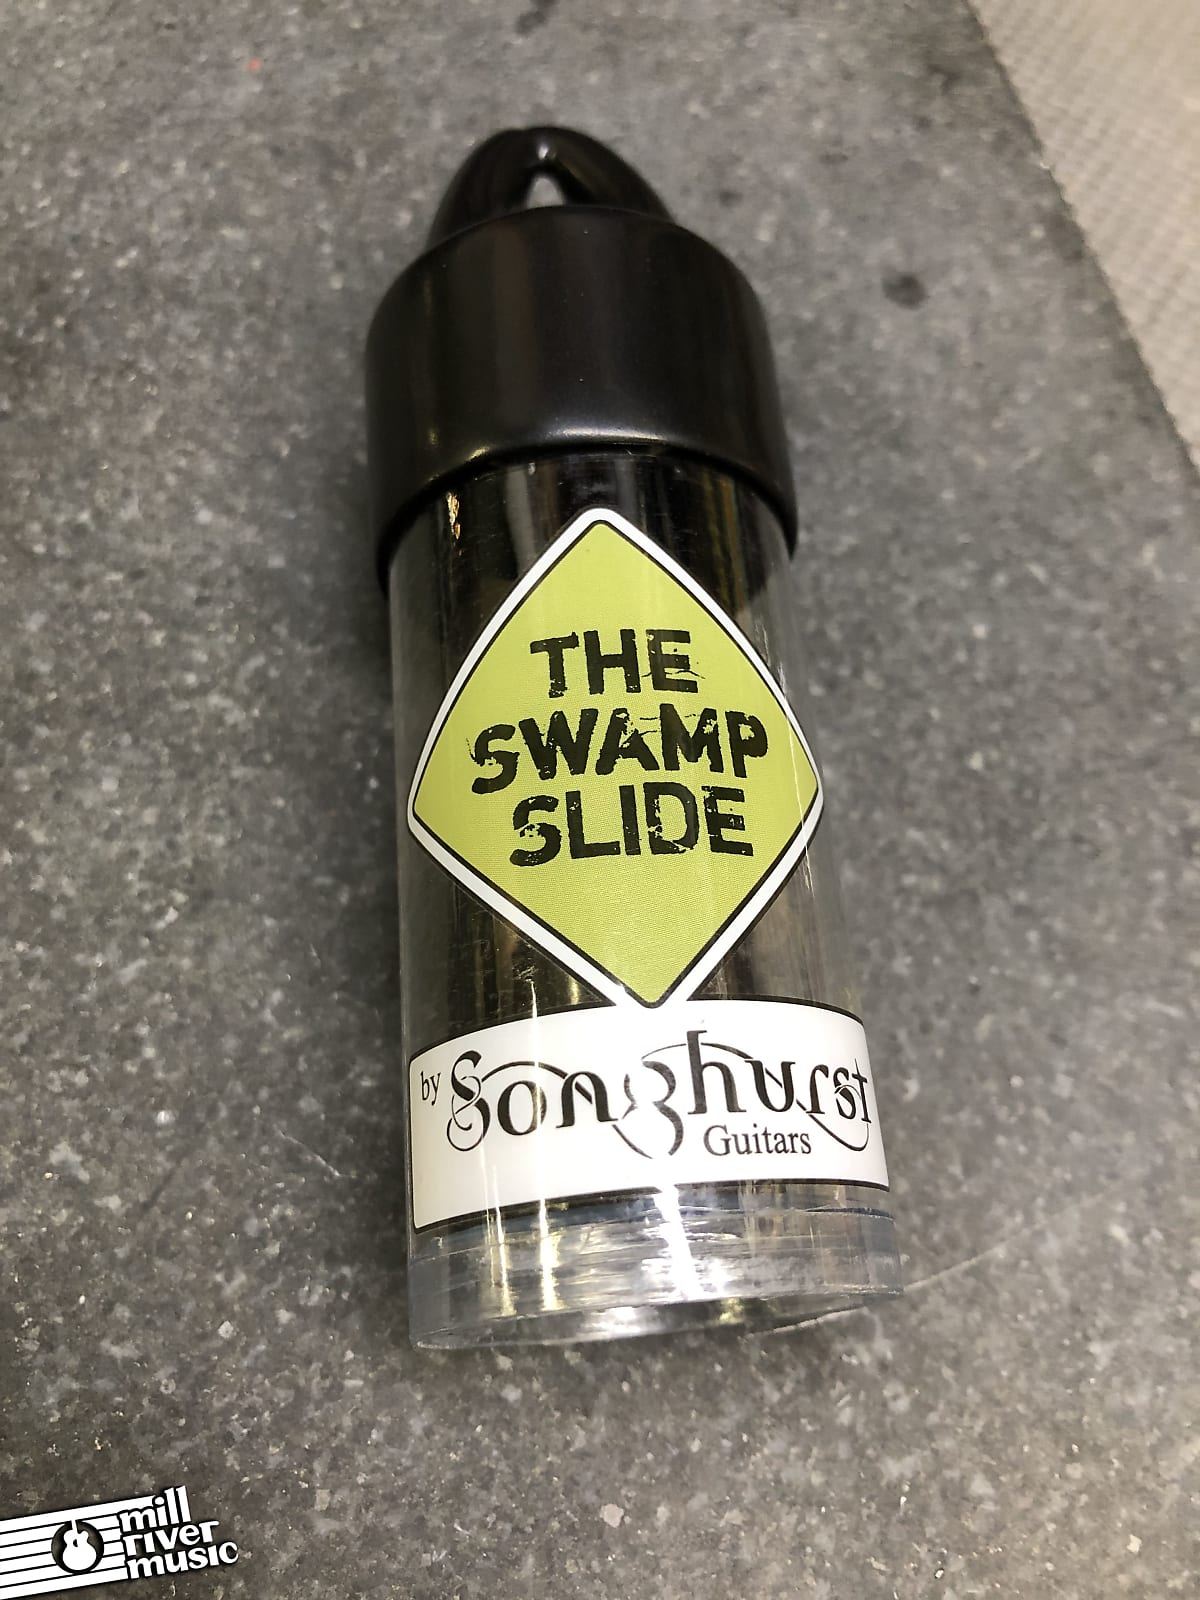 THE
SWAMP
SLIDE
by Songhurst
Guitars
mill
river
music